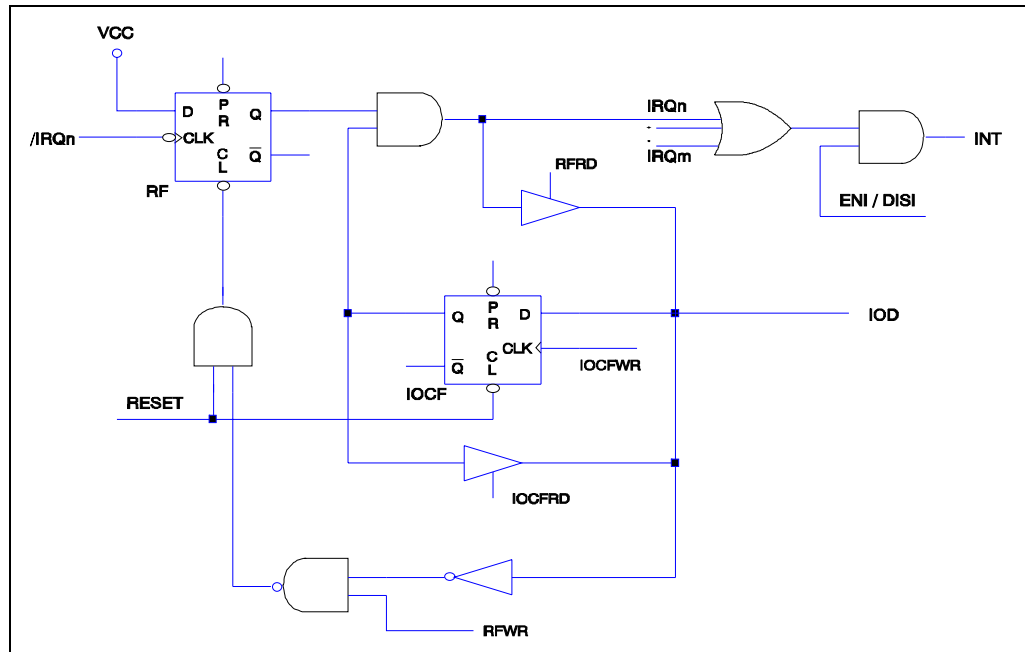 VCC
D
P
R
Q
/IRQn
CLK
C
L
Q
RF
IRQn
IRQm
INT
ENI / DISI
RFRD
Q
P
R
D
CLK
Q
C
L
IOCF
IOCFWR
IOD
RESET
IOCFRD
RFWR